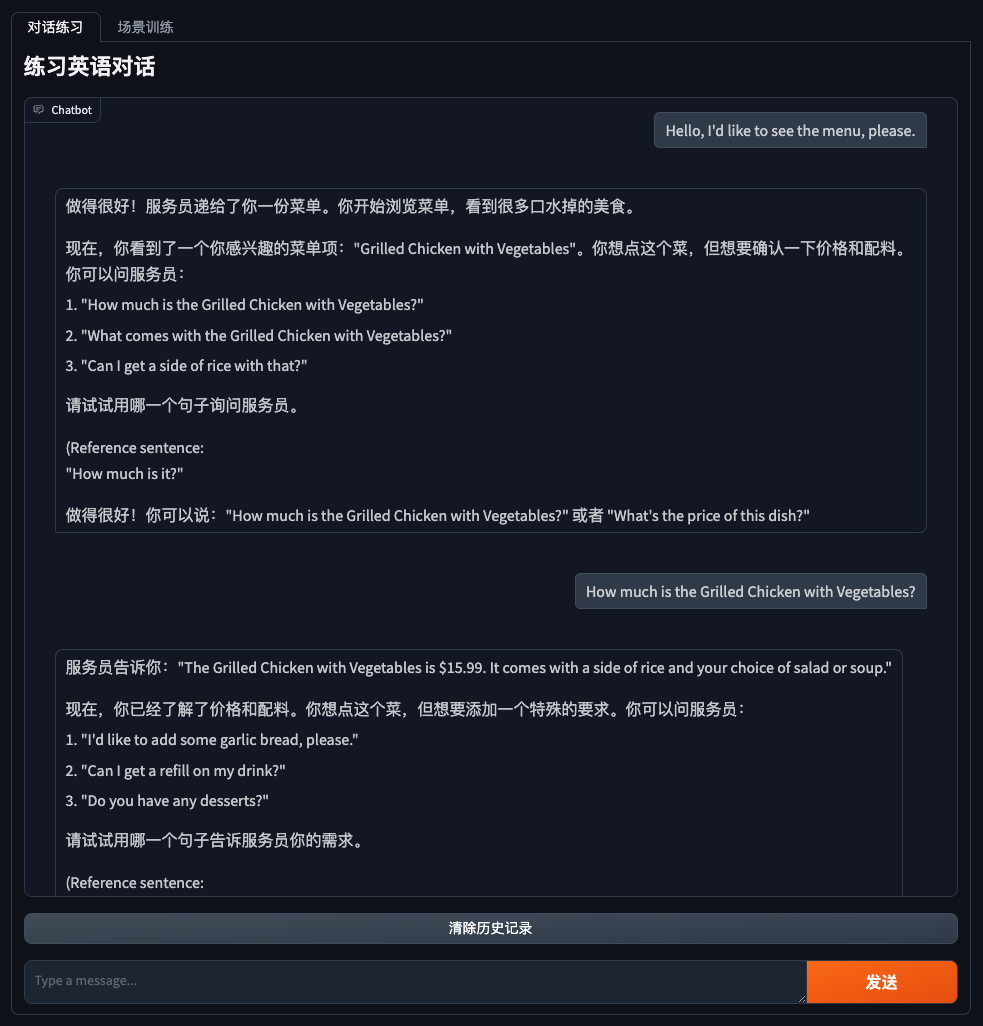 对话练习
场景训练
练习英语对话
Chatbot
Hello, I'd like to see the menu, please.
做得很好！服务员递给了你一份菜单。你开始浏览菜单，看到很多口水掉的美食。
现在，你看到了一个你感兴趣的菜单项："Grilled Chicken with Vegetables"。你想点这个菜，但想要确认一下价格和配料。
你可以问服务员：
1. "How much is the Grilled Chicken with Vegetables?"
2. "What comes with the Grilled Chicken with Vegetables?"
3. "Can I get a side of rice with that?"
请试试用哪一个句子询问服务员。
(Reference sentence:
"How much is it?"
做得很好！你可以说："How much is the Grilled Chicken with Vegetables?" 或者 "What's the price of this dish?"
How much is the Grilled Chicken with Vegetables?
服务员告诉你："The Grilled Chicken with Vegetables is $15.99. It comes with a side of rice and your choice of salad or soup."
现在，你已经了解了价格和配料。你想点这个菜，但想要添加一个特殊的要求。你可以问服务员：
1. "I'd like to add some garlic bread, please."
2. "Can I get a refill on my drink?"
3. "Do you have any desserts?"
请试试用哪一个句子告诉服务员你的需求。
(Reference sentence:
清除历史记录
Type a message...
发送